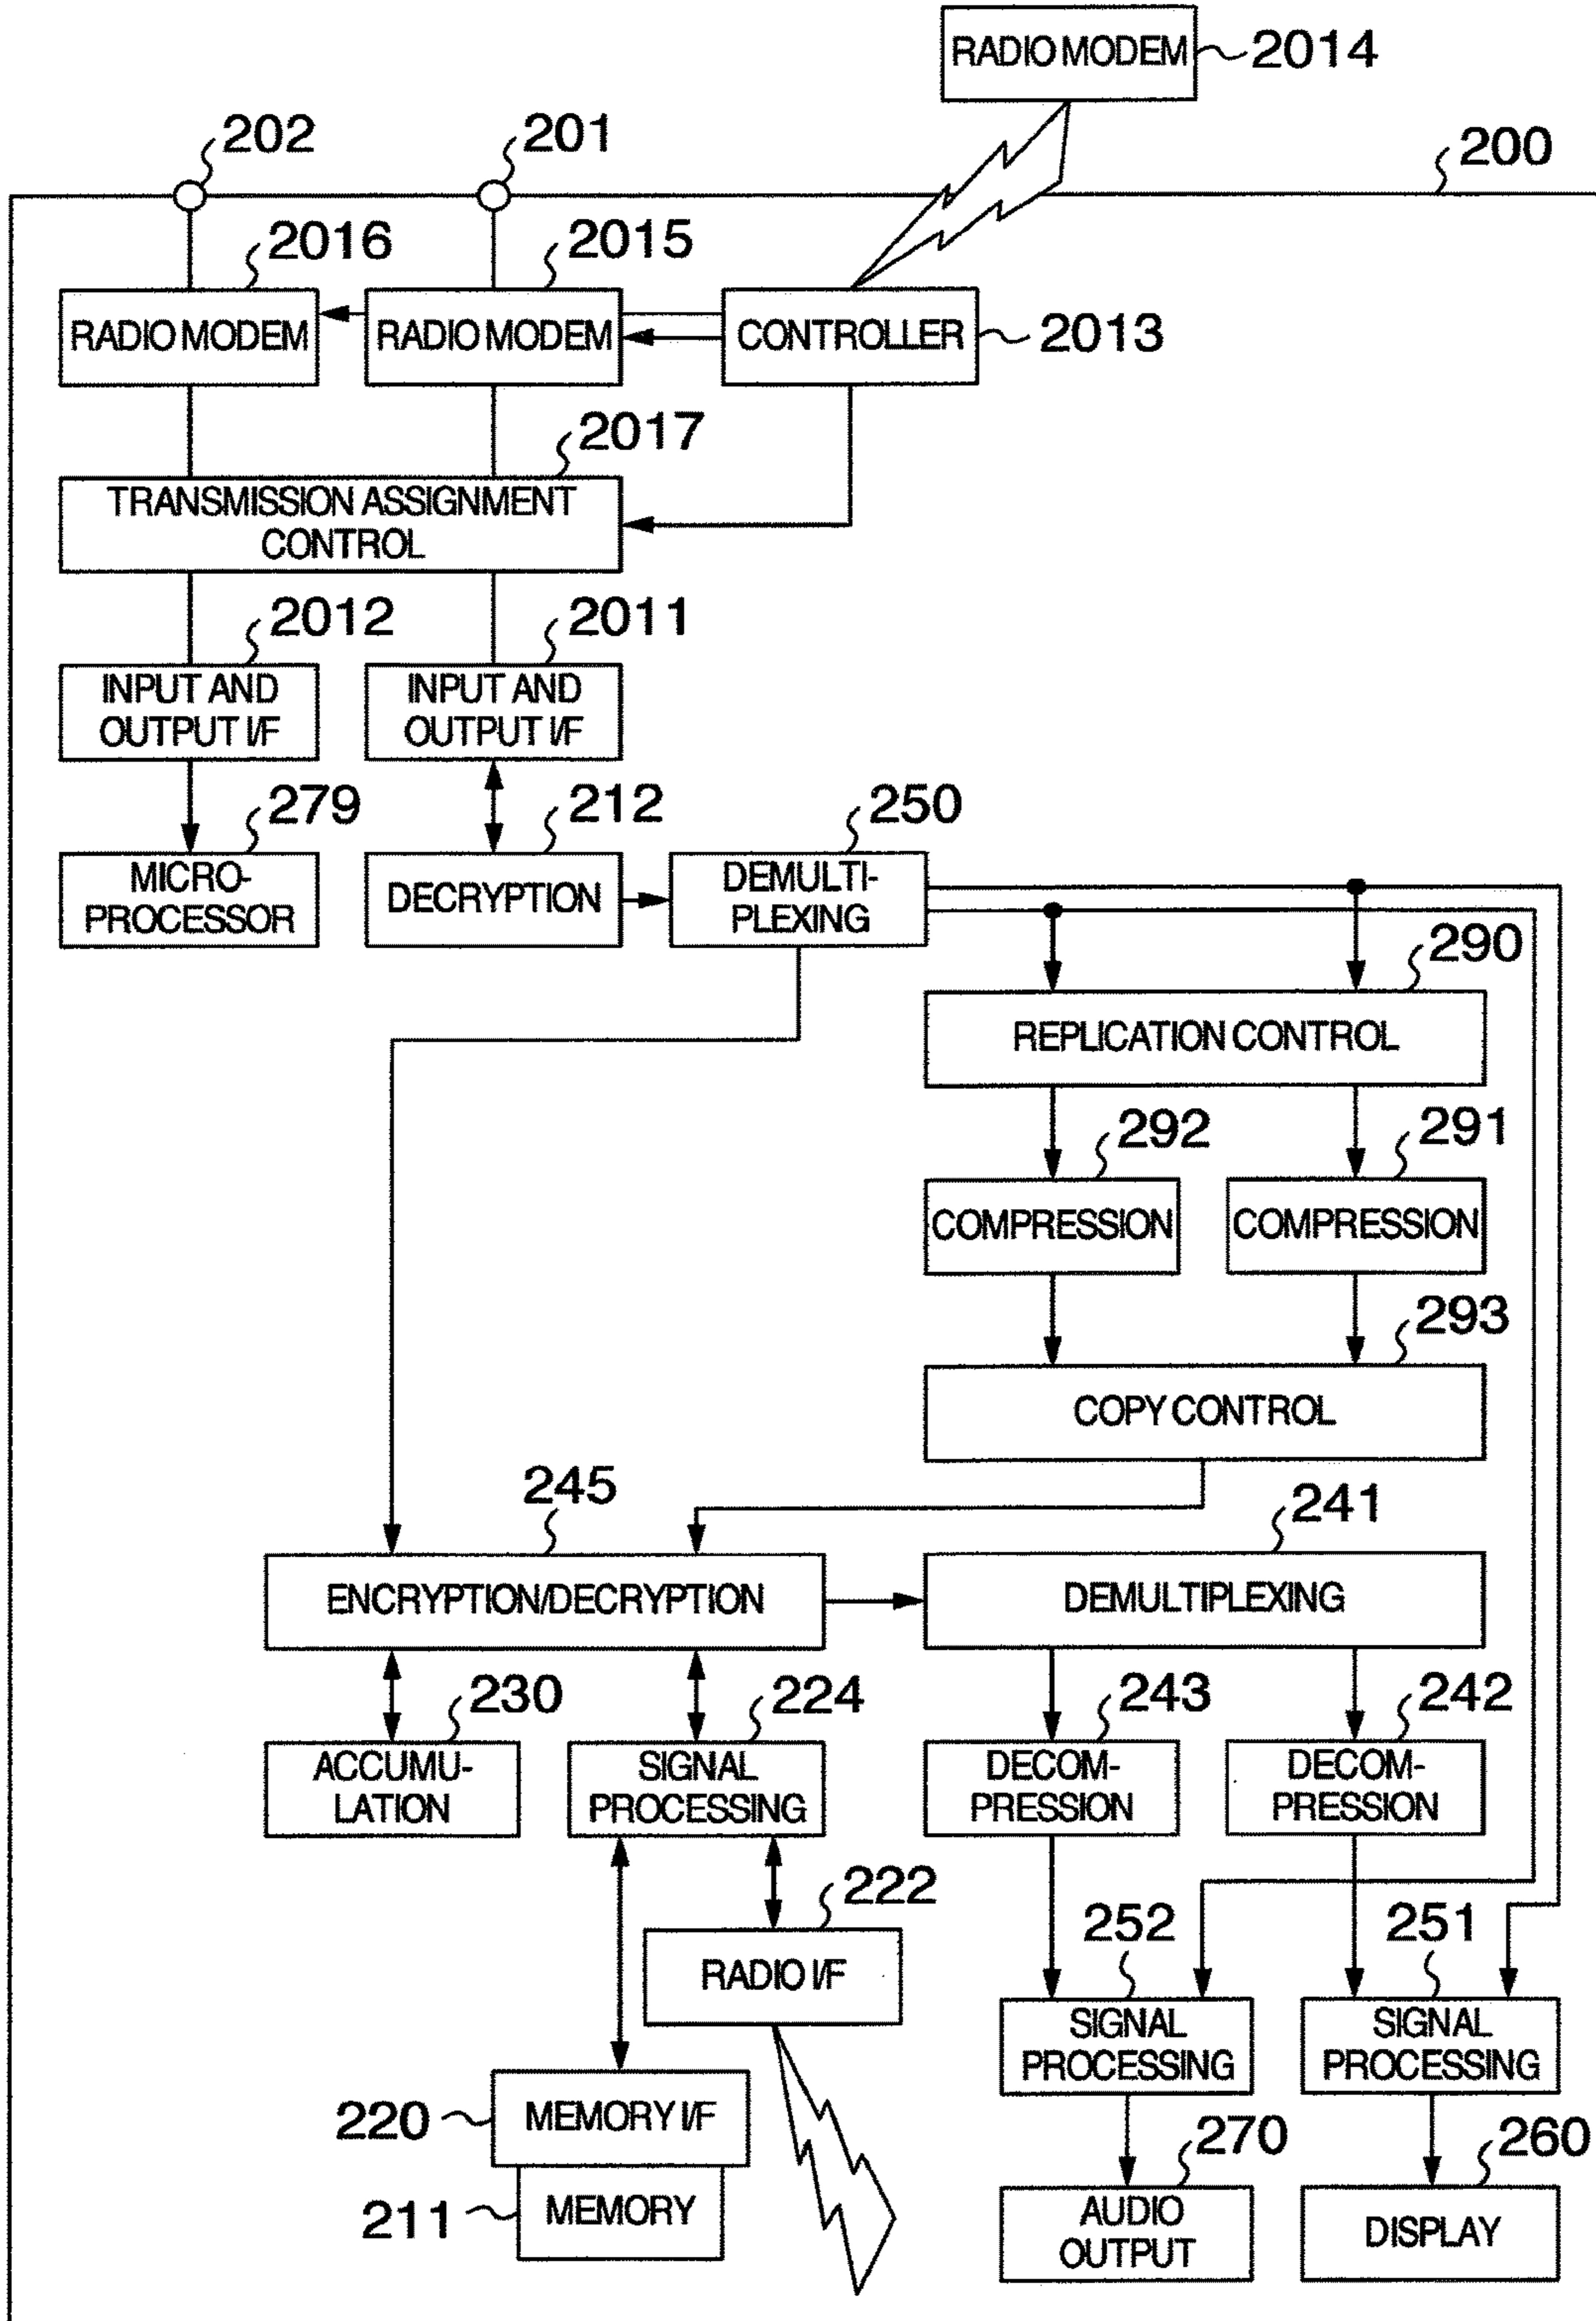 RADIO MODEM
2014
202
201
200
2016
2015
RADIO MODEM
RADIO MODEM
CONTROLLER
2013
2017
TRANSMISSION ASSIGNMENT
CONTROL
2012
2011
INPUT AND
OUTPUT I/F
INPUT AND
OUTPUT I/F
279
212
250
MICRO-
PROCESSOR
DECRYPTION
DEMULTI-
PLEXING
290
REPLICATION CONTROL
292
291
COMPRESSION
COMPRESSION
293
COPY CONTROL
245
241
ENCRYPTION/DECRYPTION
DEMULTIPLEXING
230
224
243
242
ACCUMU-
LATION
SIGNAL
PROCESSING
DECOM-
PRESSION
DECOM-
PRESSION
222
RADIO I/F
252
251
SIGNAL
PROCESSING
SIGNAL
PROCESSING
220
MEMORY I/F
270
260
211
MEMORY
AUDIO
OUTPUT
DISPLAY